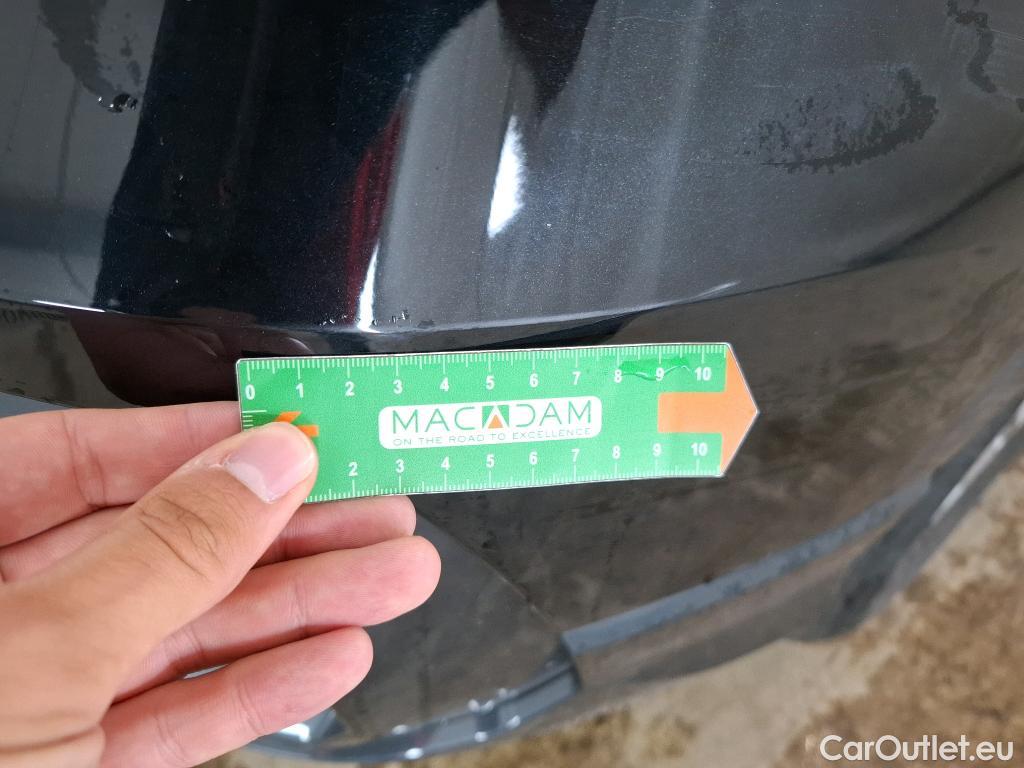 0 1 2 3 4 5 6 7 8 9 10
MACADAM
ON THE ROAD TO EXCELLENCE
2 3 4 5 6 7 8 9 10
CarOutlet.eu